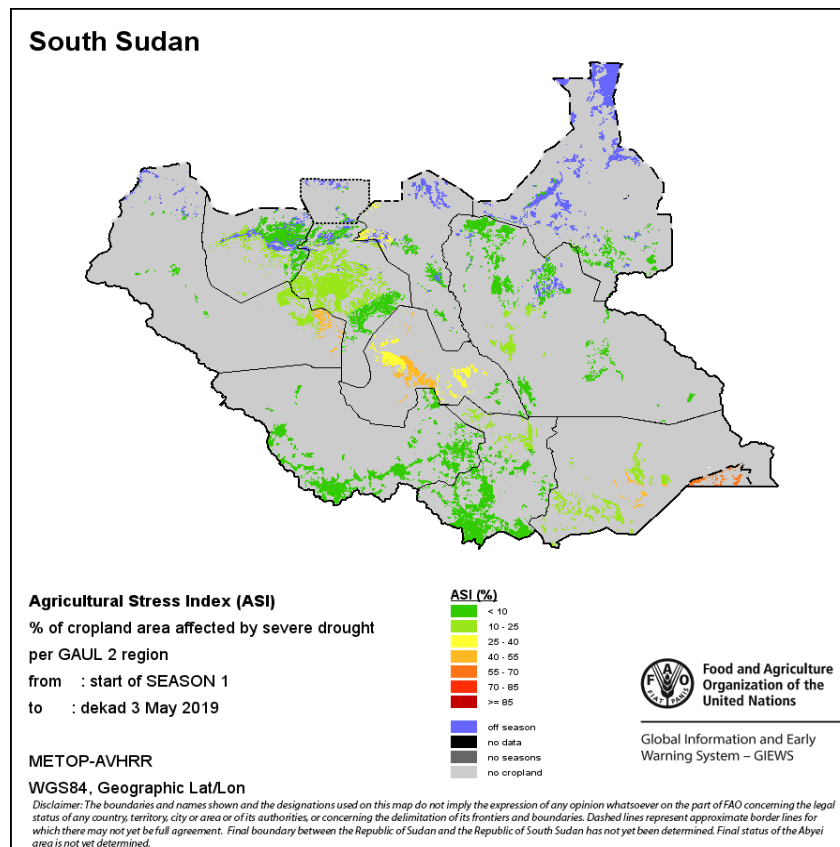 South Sudan
Agricultural Stress Index (ASI)
% of cropland area affected by severe drought
per GAUL 2 region
from : start of SEASON 1
to : dekad 3 May 2019
METOP-AVHRR
WGS84, Geographic Lat/Lon
ASI (%)
< 10
10 - 25
25 - 40
40 - 55
55 - 70
70 - 85
>= 85
off season
no data
no seasons
no cropland
F A O
FIAT PANIS
Food and Agriculture
Organization of the
United Nations
Global Information and Early
Warning System – GIEWS
Disclaimer: The boundaries and names shown and the designations used on this map do not imply the expression of any opinion whatsoever on the part of FAO concerning the legal
status of any country, territory, city or area or of its authorities, or concerning the delimitation of its frontiers and boundaries. Dashed lines represent approximate border lines for
which there may not yet be full agreement. Final boundary between the Republic of Sudan and the Republic of South Sudan has not yet been determined. Final status of the Abyei
area is not yet determined.